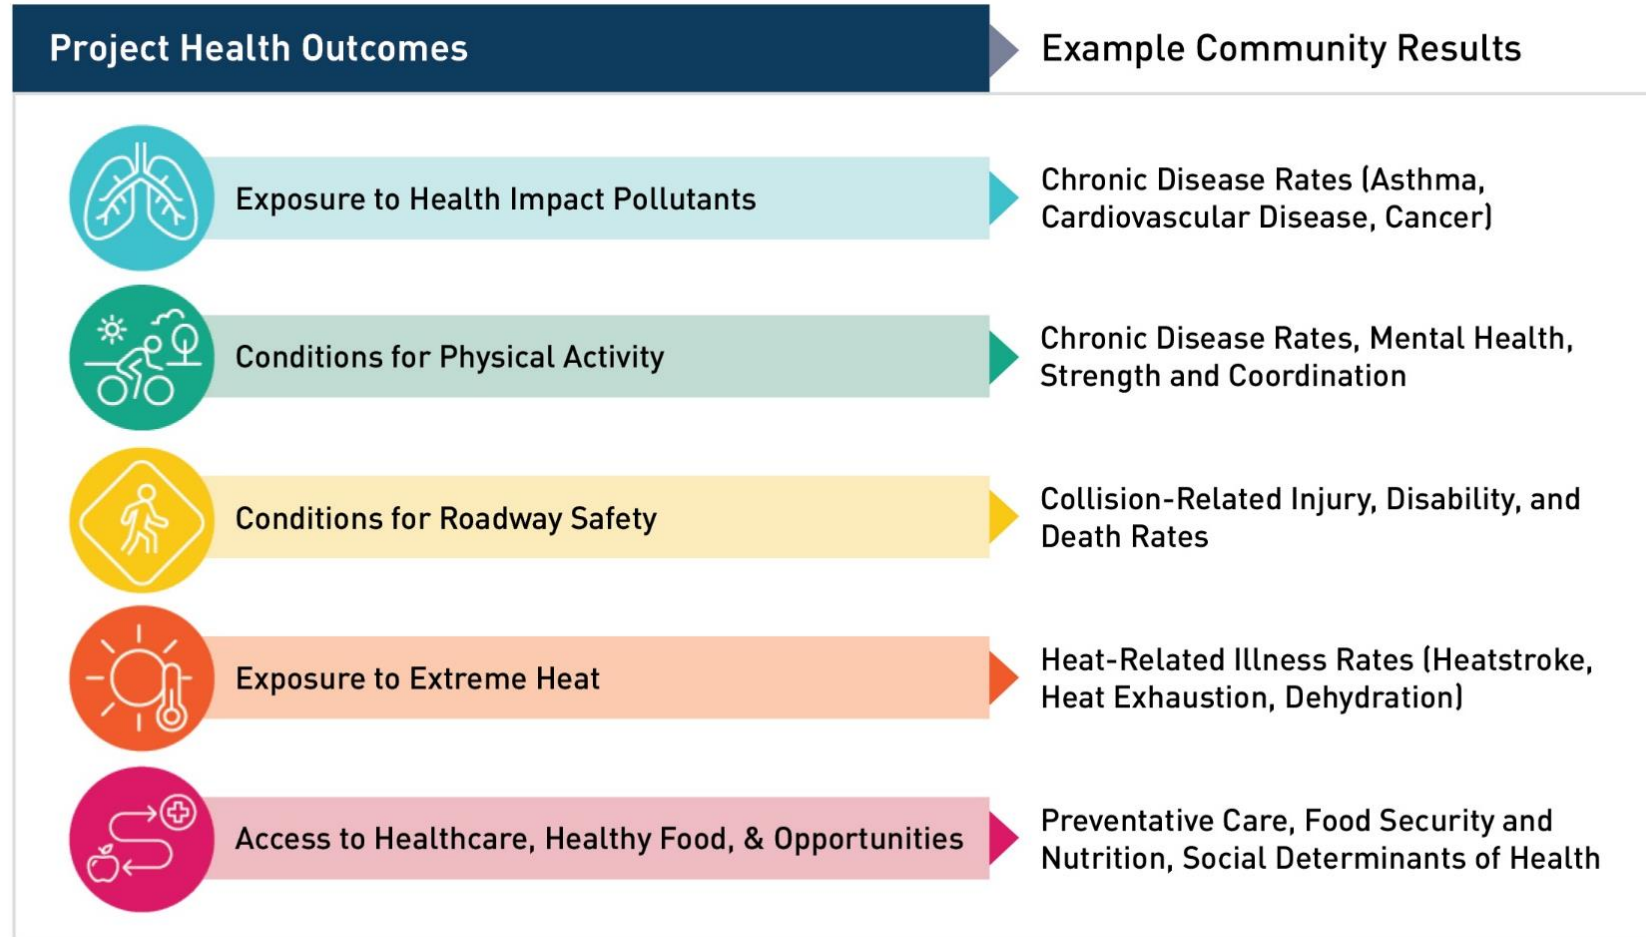 Project Health Outcomes
Example Community Results
Exposure to Health Impact Pollutants
Chronic Disease Rates (Asthma,
Cardiovascular Disease, Cancer)
Conditions for Physical Activity
Chronic Disease Rates, Mental Health,
Strength and Coordination
Conditions for Roadway Safety
Collision-Related Injury, Disability, and
Death Rates
Exposure to Extreme Heat
Heat-Related Illness Rates (Heatstroke,
Heat Exhaustion, Dehydration)
Access to Healthcare, Healthy Food, & Opportunities
Preventative Care, Food Security and
Nutrition, Social Determinants of Health